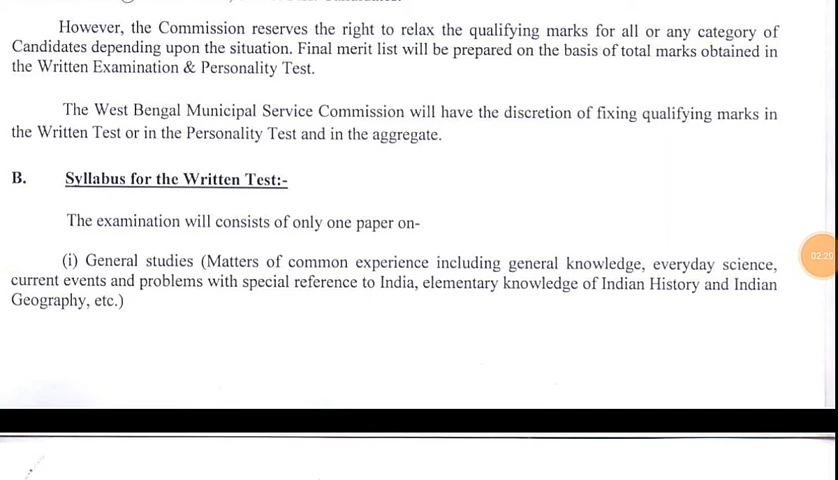 However, the Commission reserves the right to relax the qualifying marks for all or any category of
Candidates depending upon the situation. Final merit list will be prepared on the basis of total marks obtained in
the Written Examination & Personality Test.
The West Bengal Municipal Service Commission will have the discretion of fixing qualifying marks in
the Written Test or in the Personality Test and in the aggregate.
B. Syllabus for the Written Test:-
The examination will consists of only one paper on-
(i) General studies (Matters of common experience including general knowledge, everyday science,
02:20
current events and problems with special reference to India, elementary knowledge of Indian History and Indian
Geography, etc.)